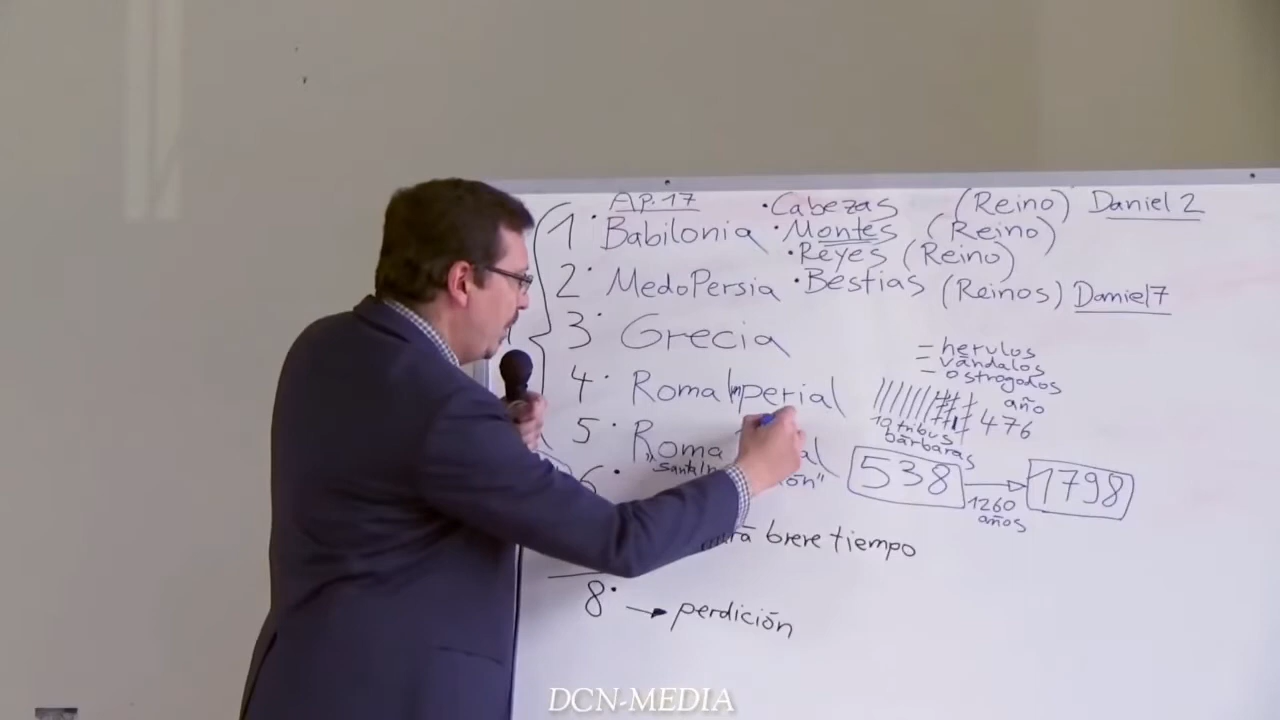 Ap. 17
1. Babilonia
2. MedoPersia
3. Grecia
4. Roma Imperial
5. Roma
6.
breve tiempo
8. → perdición
• Cabezas (Reino) Daniel 2
• Montes (Reino)
• Reyes (Reino)
• Bestias (Reinos) Daniel 7
= herulos
- vándalos
- ostrogodos
año
476
10 tribus
bárbaras
538 → 1798
1260
años
DCN-MEDIA